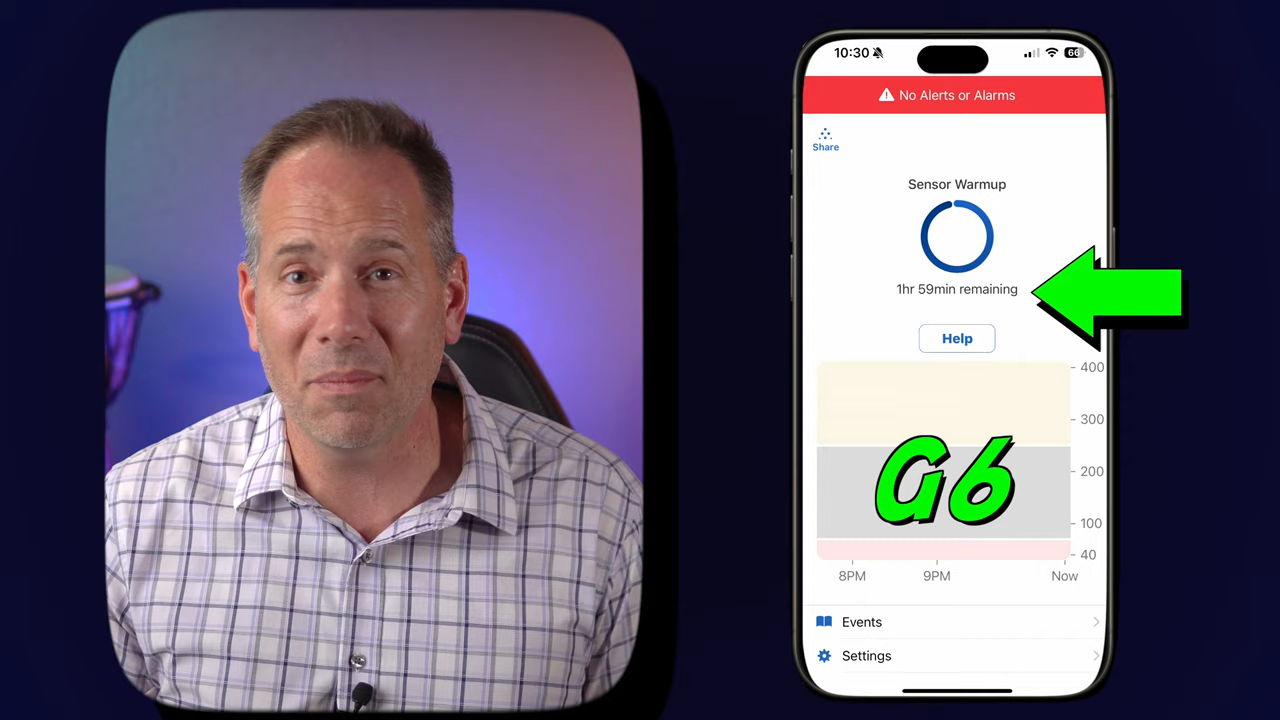 10:30
66
No Alerts or Alarms
Share
Sensor Warmup
1hr 59min remaining
Help
400
300
200
100
40
G6
8PM 9PM Now
Events
Settings